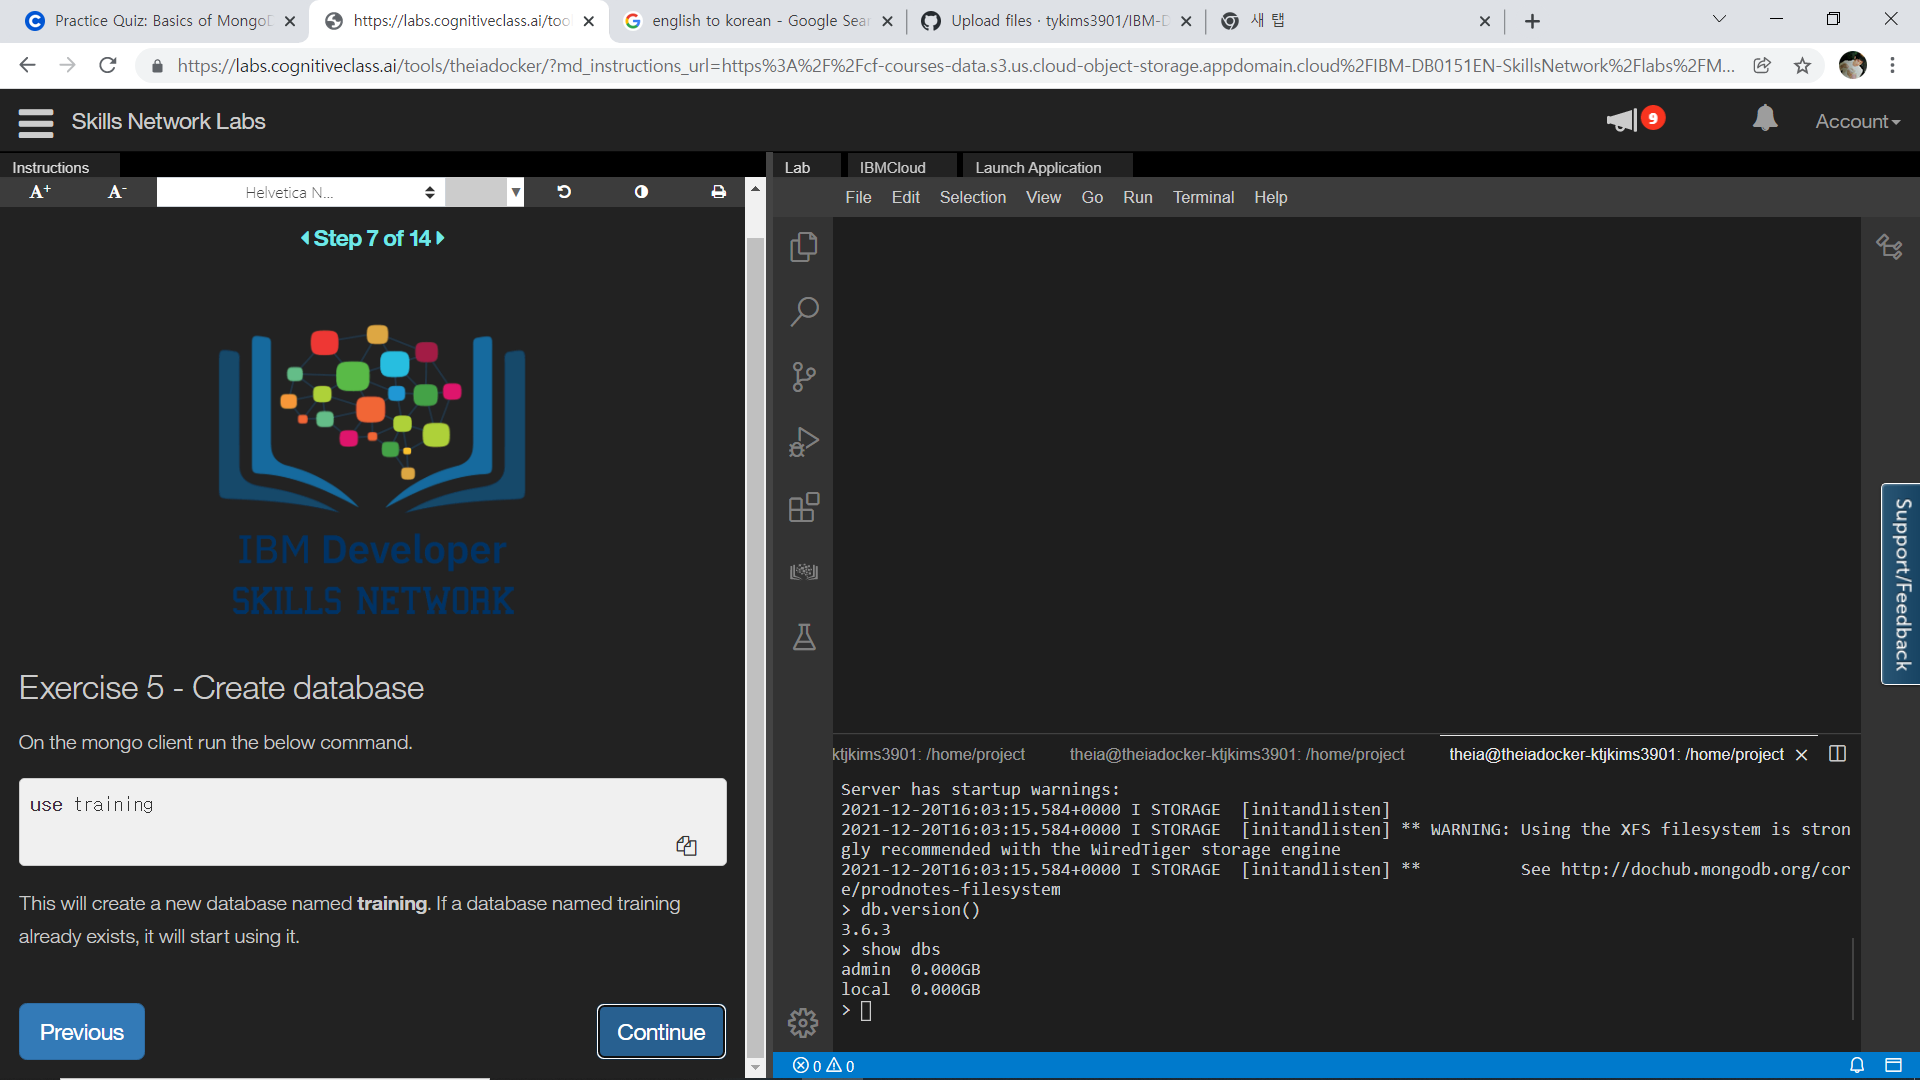 Practice Quiz: Basics of Mongo
https://labs.cognitiveclass.ai/too
english to korean - Google Sear
Upload files · tykims3901/IBM-D
새 탭
https://labs.cognitiveclass.ai/tools/theiadocker/?md_instructions_url=https%3A%2F%2Fcf-courses-data.s3.us.cloud-object-storage.appdomain.cloud%2FIBM-DB0151EN-SkillsNetwork%2Flabs%2FM...
Skills Network Labs
9
Account
Instructions
Lab
IBMCloud
Launch Application
A+
A-
Helvetica N...
File Edit Selection View Go Run Terminal Help
Step 7 of 14
IBM Developer
SKILLS NETWORK
Exercise 5 - Create database
On the mongo client run the below command.
use training
This will create a new database named training. If a database named training
already exists, it will start using it.
Previous
Continue
ktjkims3901: /home/project
theia@theiadocker-ktjkims3901: /home/project
theia@theiadocker-ktjkims3901: /home/project
Server has startup warnings:
2021-12-20T16:03:15.584+0000 I STORAGE  [initandlisten]
2021-12-20T16:03:15.584+0000 I STORAGE  [initandlisten] ** WARNING: Using the XFS filesystem is stron
gly recommended with the WiredTiger storage engine
2021-12-20T16:03:15.584+0000 I STORAGE  [initandlisten] **          See http://dochub.mongodb.org/cor
e/prodnotes-filesystem
> db.version()
3.6.3
> show dbs
admin  0.000GB
local  0.000GB
>
0 0
Support/Feedback